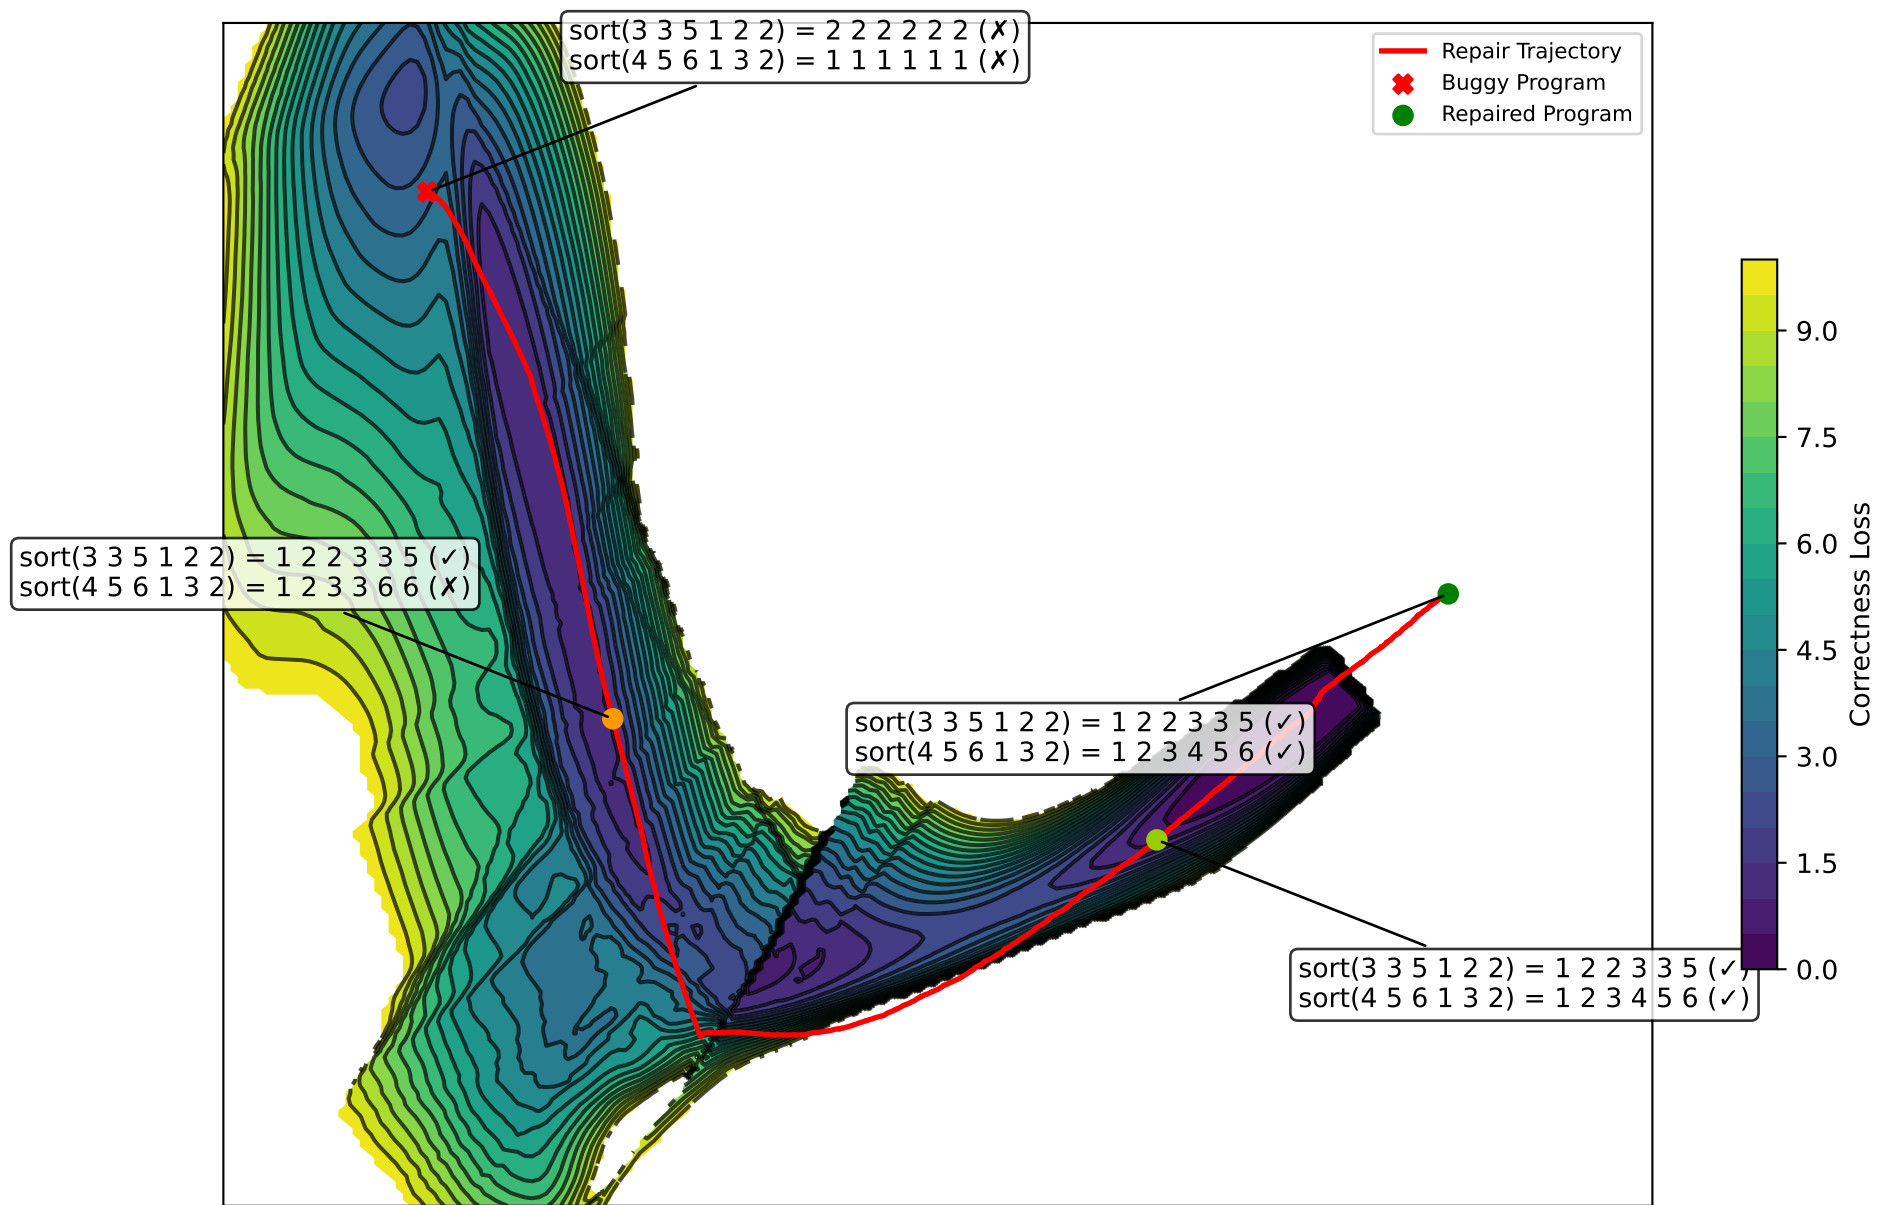 sort(3 3 5 1 2 2) = 2 2 2 2 2 2 (✗)
sort(4 5 6 1 3 2) = 1 1 1 1 1 1 (✗)
Repair Trajectory
Buggy Program
Repaired Program
sort(3 3 5 1 2 2) = 1 2 2 3 3 5 (✓)
sort(4 5 6 1 3 2) = 1 2 3 3 6 6 (✗)
sort(3 3 5 1 2 2) = 1 2 2 3 3 5 (✓)
sort(4 5 6 1 3 2) = 1 2 3 4 5 6 (✓)
sort(3 3 5 1 2 2) = 1 2 2 3 3 5 (✓)
sort(4 5 6 1 3 2) = 1 2 3 4 5 6 (✓)
9.0
7.5
6.0
4.5
3.0
1.5
0.0
Correctness Loss